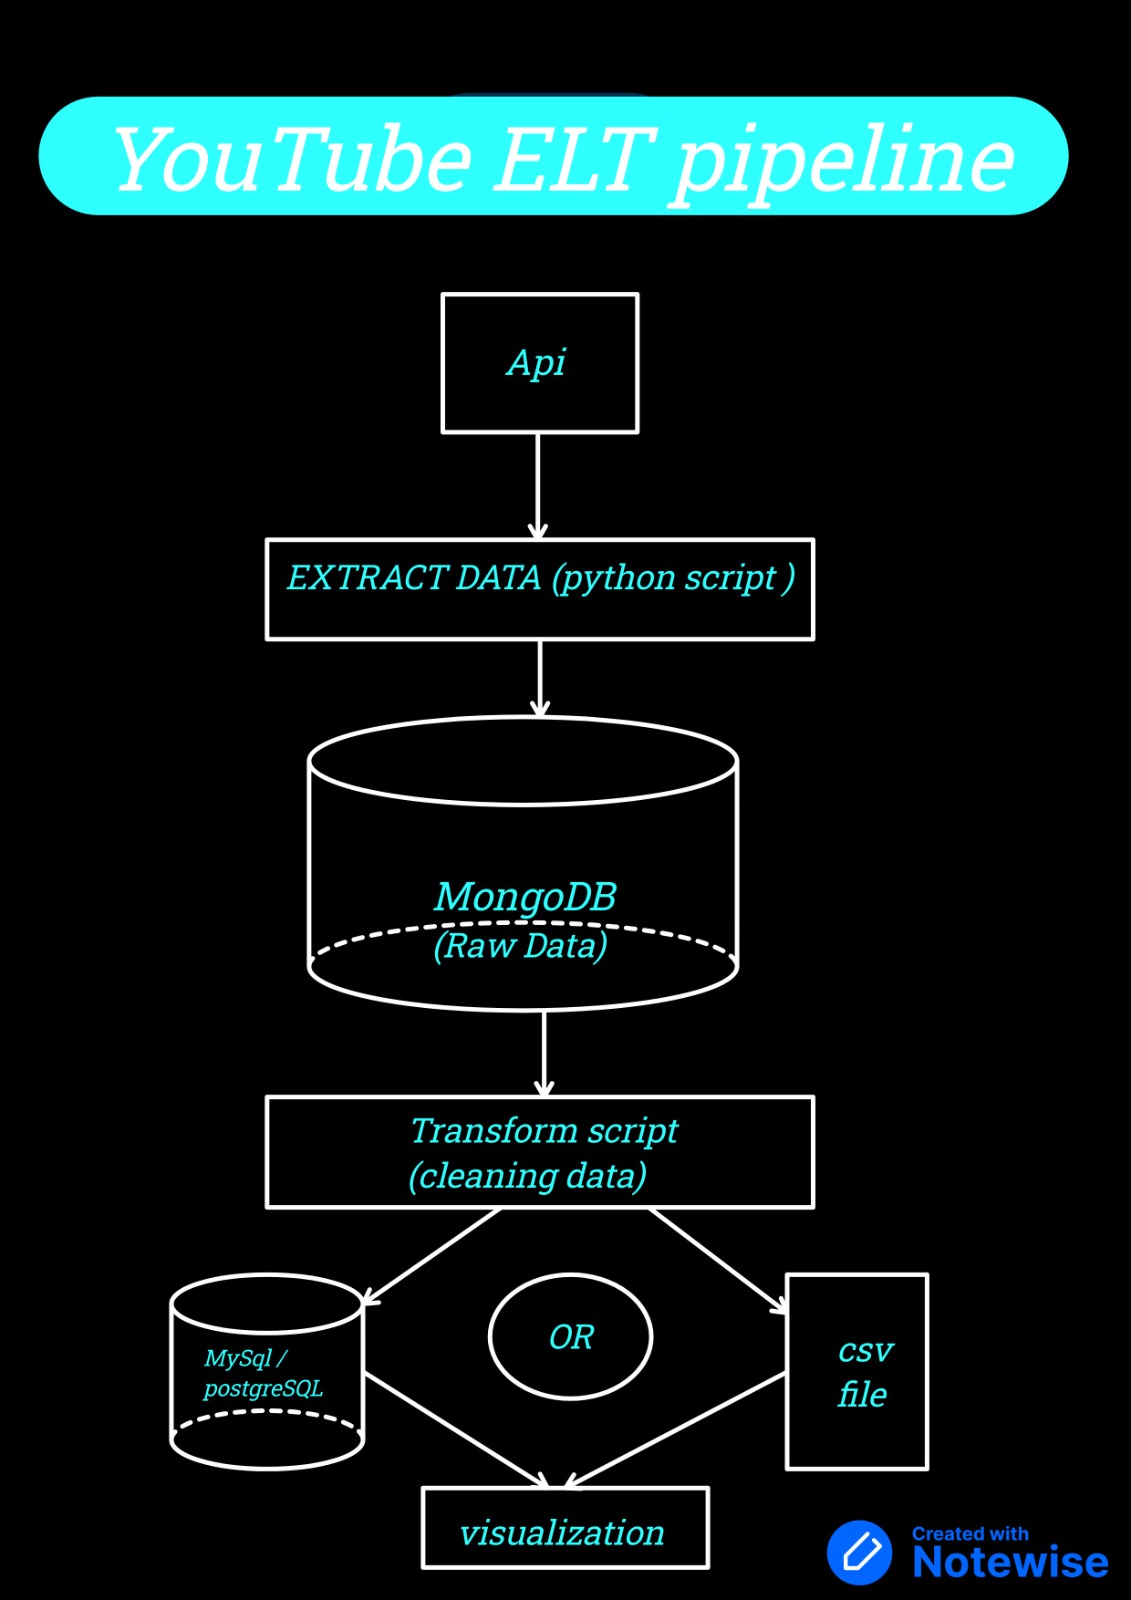 YouTube ELT pipeline
Api
EXTRACT DATA (python script )
MongoDB
(Raw Data)
Transform script
(cleaning data)
MySql /
postgreSQL
OR
csv
file
visualization
Created with
Notewise